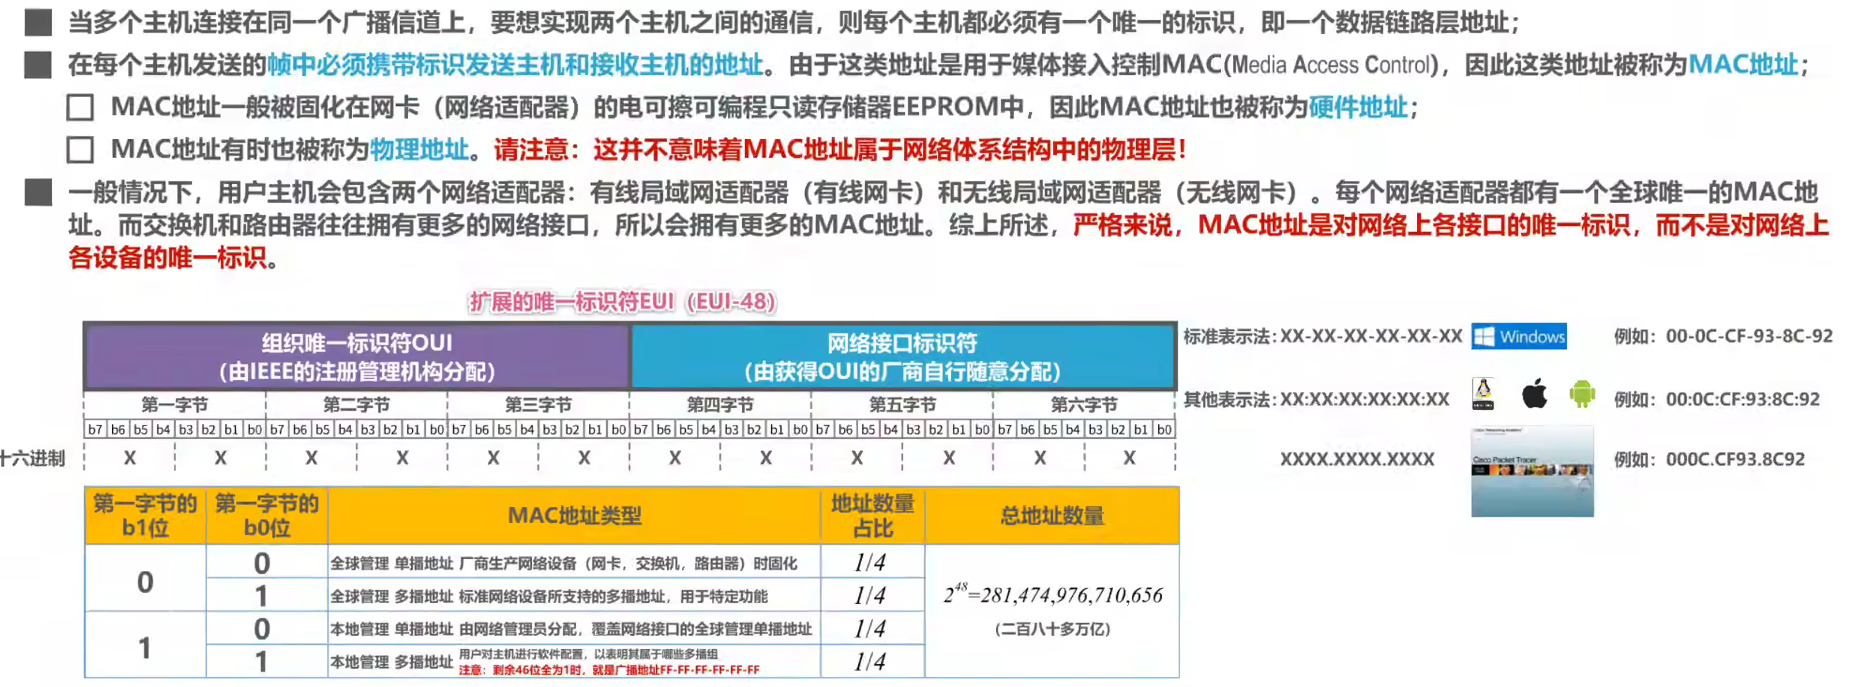 当多个主机连接在同一个广播信道上，要想实现两个主机之间的通信，则每个主机都必须有一个唯一的标识，即一个数据链路层地址；
在每个主机发送的帧中必须携带标识发送主机和接收主机的地址。由于这类地址是用于媒体接入控制MAC(Media Access Control)，因此这类地址被称为MAC地址；
MAC地址一般被固化在网卡（网络适配器）的电可擦可编程只读存储器EEPROM中，因此MAC地址也被称为硬件地址；
MAC地址有时也被称为物理地址。请注意：这并不意味着MAC地址属于网络体系结构中的物理层！
一般情况下，用户主机会包含两个网络适配器：有线局域网适配器（有线网卡）和无线局域网适配器（无线网卡）。每个网络适配器都有一个全球唯一的MAC地
址。而交换机和路由器往往拥有更多的网络接口，所以会拥有更多的MAC地址。综上所述，严格来说，MAC地址是对网络上各接口的唯一标识，而不是对网络上
各设备的唯一标识。
扩展的唯一标识符EUI（EUI-48）
组织唯一标识符OUI
（由IEEE的注册管理机构分配）
网络接口标识符
（由获得OUI的厂商自行随意分配）
第一字节 第二字节 第三字节 第四字节 第五字节 第六字节
b7 b6 b5 b4 b3 b2 b1 b0 b7 b6 b5 b4 b3 b2 b1 b0 b7 b6 b5 b4 b3 b2 b1 b0 b7 b6 b5 b4 b3 b2 b1 b0 b7 b6 b5 b4 b3 b2 b1 b0 b7 b6 b5 b4 b3 b2 b1 b0
十六进制 X X X X X X X X X X X X
标准表示法：XX-XX-XX-XX-XX-XX Windows 例如：00-0C-CF-93-8C-92
其他表示法：XX:XX:XX:XX:XX:XX 例如：00:0C:CF:93:8C:92
XXXX.XXXX.XXXX Cisco Packet Tracer 例如：000C.CF93.8C92
第一字节的
b1位
第一字节的
b0位
MAC地址类型
地址数量
占比
总地址数量
0
0 全球管理 单播地址 厂商生产网络设备（网卡，交换机，路由器）时固化 1/4
1 全球管理 多播地址 标准网络设备所支持的多播地址，用于特定功能 1/4
1
0 本地管理 单播地址 由网络管理员分配，覆盖网络接口的全球管理单播地址 1/4
1 本地管理 多播地址 用户对主机进行软件配置，以表明其属于哪些多播组
注意：剩余46位全为1时，就是广播地址FF-FF-FF-FF-FF-FF
1/4
2^48=281,474,976,710,656
（二百八十多万亿）